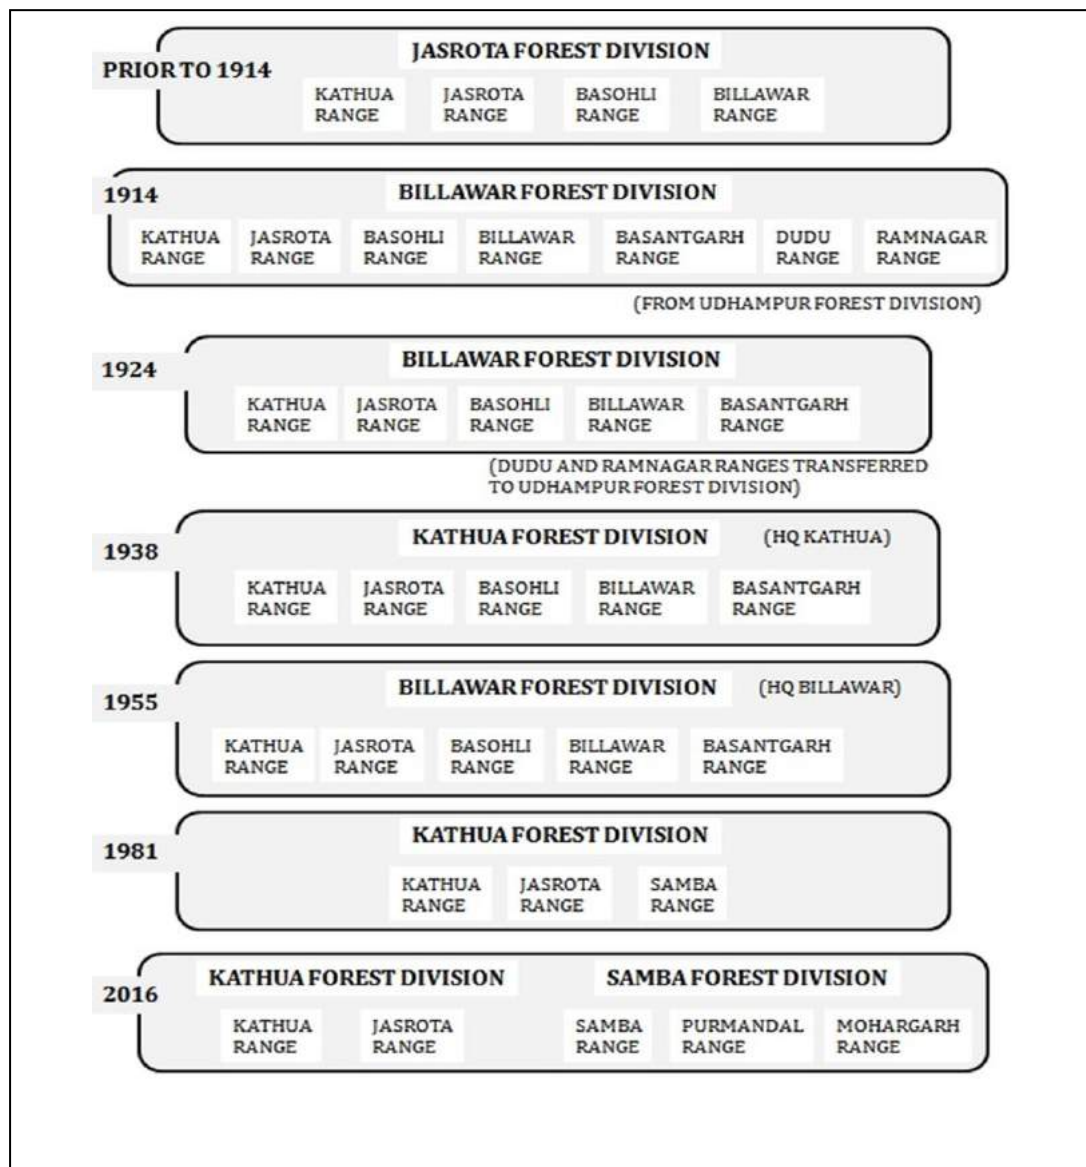 PRIOR TO 1914
JASROTA FOREST DIVISION
KATHUA RANGE
JASROTA RANGE
BASOHLI RANGE
BILLAWAR RANGE
1914
BILLAWAR FOREST DIVISION
KATHUA RANGE
JASROTA RANGE
BASOHLI RANGE
BILLAWAR RANGE
BASANTGARH RANGE
DUDU RANGE
RAMNAGAR RANGE
(FROM UDHAMPUR FOREST DIVISION)
1924
BILLAWAR FOREST DIVISION
KATHUA RANGE
JASROTA RANGE
BASOHLI RANGE
BILLAWAR RANGE
BASANTGARH RANGE
(DUDU AND RAMNAGAR RANGES TRANSFERRED
TO UDHAMPUR FOREST DIVISION)
1938
KATHUA FOREST DIVISION (HQ KATHUA)
KATHUA RANGE
JASROTA RANGE
BASOHLI RANGE
BILLAWAR RANGE
BASANTGARH RANGE
1955
BILLAWAR FOREST DIVISION (HQ BILLAWAR)
KATHUA RANGE
JASROTA RANGE
BASOHLI RANGE
BILLAWAR RANGE
BASANTGARH RANGE
1981
KATHUA FOREST DIVISION
KATHUA RANGE
JASROTA RANGE
SAMBA RANGE
2016
KATHUA FOREST DIVISION
KATHUA RANGE
JASROTA RANGE
SAMBA FOREST DIVISION
SAMBA RANGE
PURMANDAL RANGE
MOHARGARH RANGE